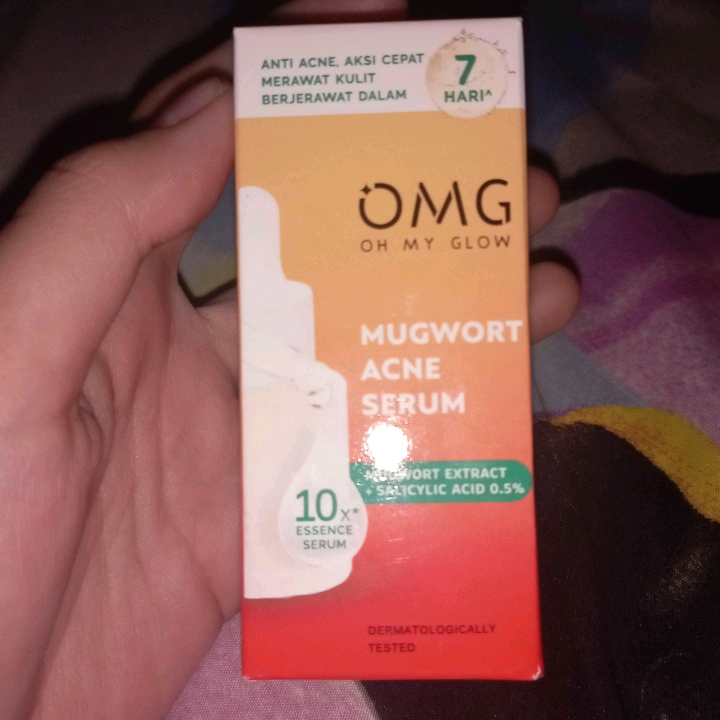 ANTI ACNE, AKSI CEPAT
MERAWAT KULIT
BERJERAWAT DALAM
7
HARI^
OMG
OH MY GLOW
MUGWORT
ACNE
SERUM
MUGWORT EXTRACT
+ SALICYLIC ACID 0.5%
10x*
ESSENCE
SERUM
DERMATOLOGICALLY
TESTED